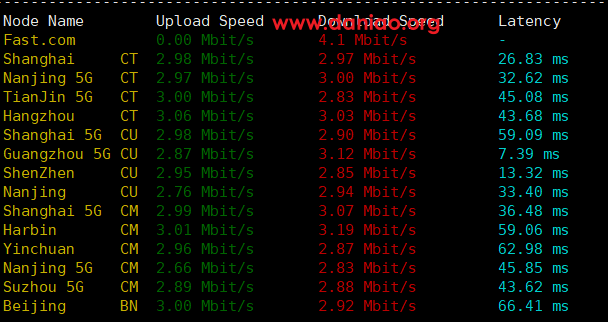 Node Name Upload Speed Download Speed Latency
www.daniao.org
Fast.com 0.00 Mbit/s 4.1 Mbit/s -
Shanghai CT 2.98 Mbit/s 2.97 Mbit/s 26.83 ms
Nanjing 5G CT 2.97 Mbit/s 3.00 Mbit/s 32.62 ms
TianJin 5G CT 3.00 Mbit/s 2.83 Mbit/s 45.08 ms
Hangzhou CT 3.06 Mbit/s 3.03 Mbit/s 43.68 ms
Shanghai 5G CU 2.98 Mbit/s 2.90 Mbit/s 59.09 ms
Guangzhou 5G CU 2.87 Mbit/s 3.12 Mbit/s 7.39 ms
ShenZhen CU 2.95 Mbit/s 2.85 Mbit/s 13.32 ms
Nanjing CU 2.76 Mbit/s 2.94 Mbit/s 33.40 ms
Shanghai 5G CM 2.99 Mbit/s 3.07 Mbit/s 36.48 ms
Harbin CM 3.01 Mbit/s 3.19 Mbit/s 59.06 ms
Yinchuan CM 2.96 Mbit/s 2.87 Mbit/s 62.98 ms
Nanjing 5G CM 2.66 Mbit/s 2.83 Mbit/s 45.85 ms
Suzhou 5G CM 2.89 Mbit/s 2.88 Mbit/s 43.62 ms
Beijing BN 3.00 Mbit/s 2.92 Mbit/s 66.41 ms